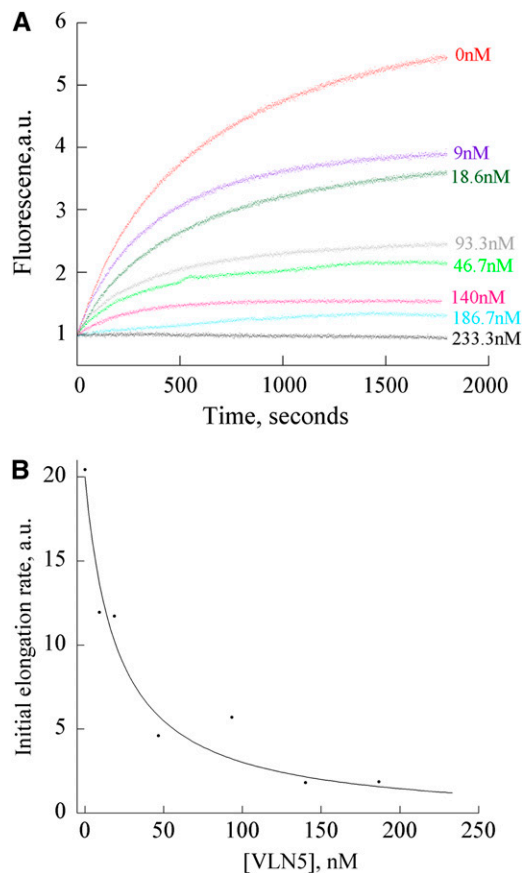 A
6
5
4
3
2
1
Fluorescene,a.u.
0nM
9nM
18.6nM
93.3nM
46.7nM
140nM
186.7nM
233.3nM
0 500 1000 1500 2000
Time, seconds
B
20
15
10
5
0
Initial elongation rate, a.u.
0 50 100 150 200 250
[VLN5], nM